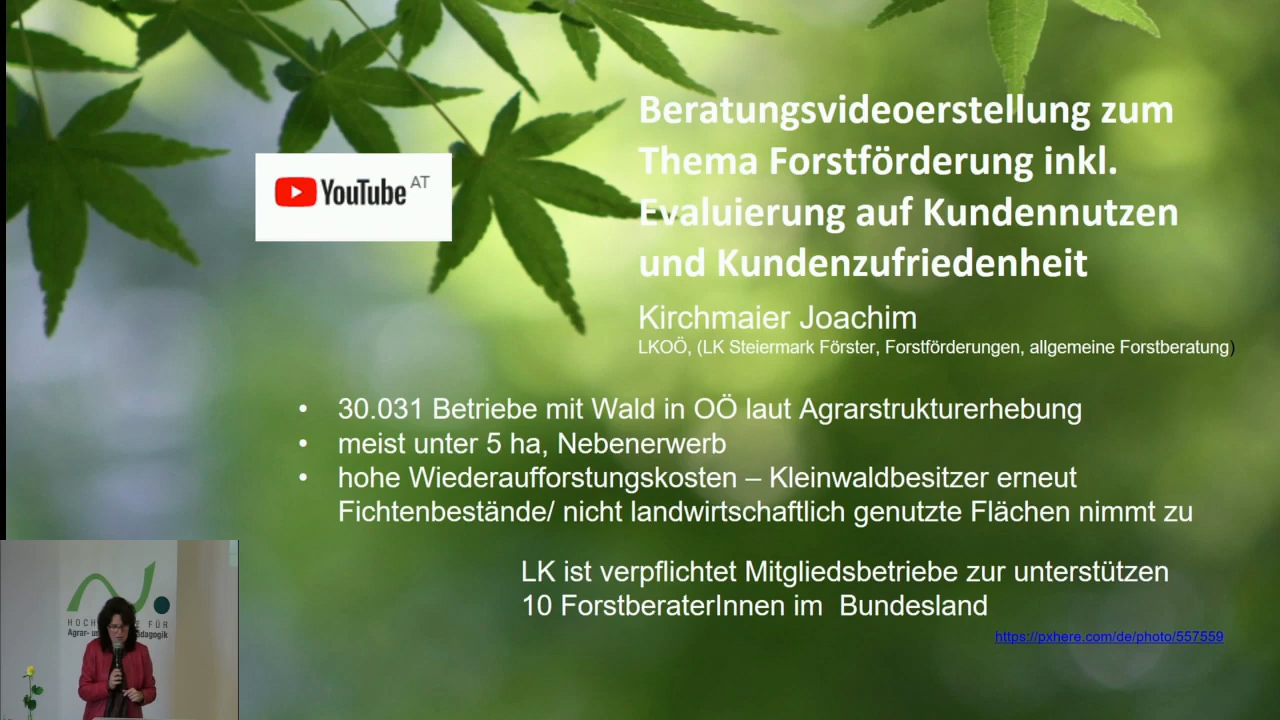 Beratungsvideoerstellung zum
Thema Forstförderung inkl.
YouTube AT
Evaluierung auf Kundennutzen
und Kundenzufriedenheit
Kirchmaier Joachim
LKOÖ, (LK Steiermark Förster, Forstförderungen, allgemeine Forstberatung)
• 30.031 Betriebe mit Wald in OÖ laut Agrarstrukturerhebung
• meist unter 5 ha, Nebenerwerb
• hohe Wiederaufforstungskosten – Kleinwaldbesitzer erneut
Fichtenbestände/ nicht landwirtschaftlich genutzte Flächen nimmt zu
LK ist verpflichtet Mitgliedsbetriebe zur unterstützen
10 ForstberaterInnen im Bundesland
https://pxhere.com/de/photo/557559
FÜR
Agrar-